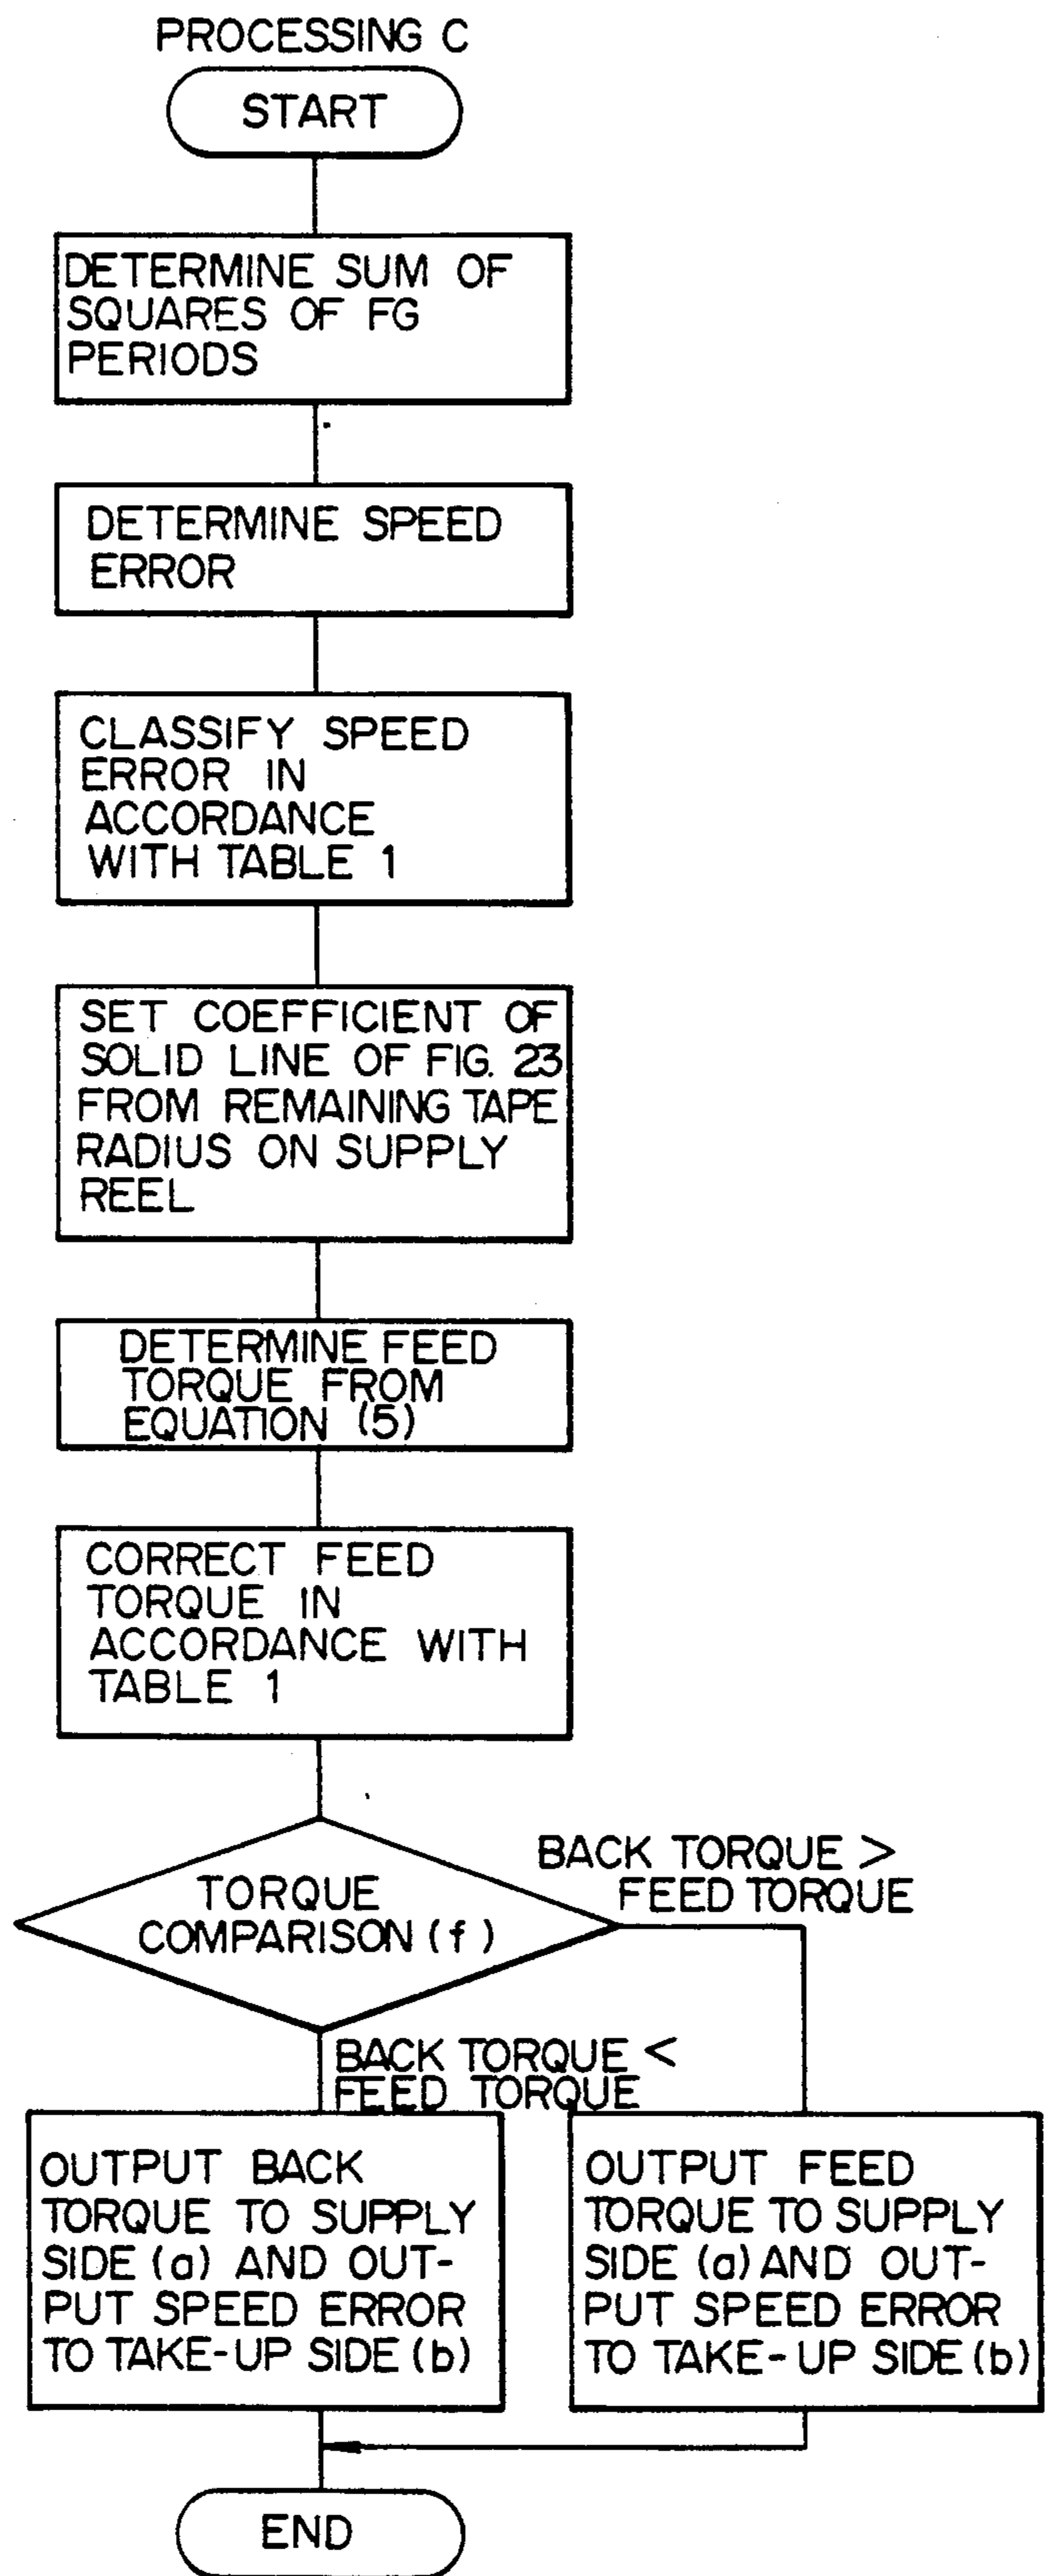 PROCESSING C
START
DETERMINE SUM OF
SQUARES OF FG
PERIODS
DETERMINE SPEED
ERROR
CLASSIFY SPEED
ERROR IN
ACCORDANCE
WITH TABLE 1
SET COEFFICIENT OF
SOLID LINE OF FIG. 23
FROM REMAINING TAPE
RADIUS ON SUPPLY
REEL
DETERMINE FEED
TORQUE FROM
EQUATION (5)
CORRECT FEED
TORQUE IN
ACCORDANCE WITH
TABLE 1
TORQUE
COMPARISON (f)
BACK TORQUE >
FEED TORQUE
BACK TORQUE <
FEED TORQUE
OUTPUT BACK
TORQUE TO SUPPLY
SIDE (a) AND OUT-
PUT SPEED ERROR
TO TAKE-UP SIDE (b)
OUTPUT FEED
TORQUE TO SUPPLY
SIDE (a) AND OUT-
PUT SPEED ERROR
TO TAKE-UP SIDE (b)
END